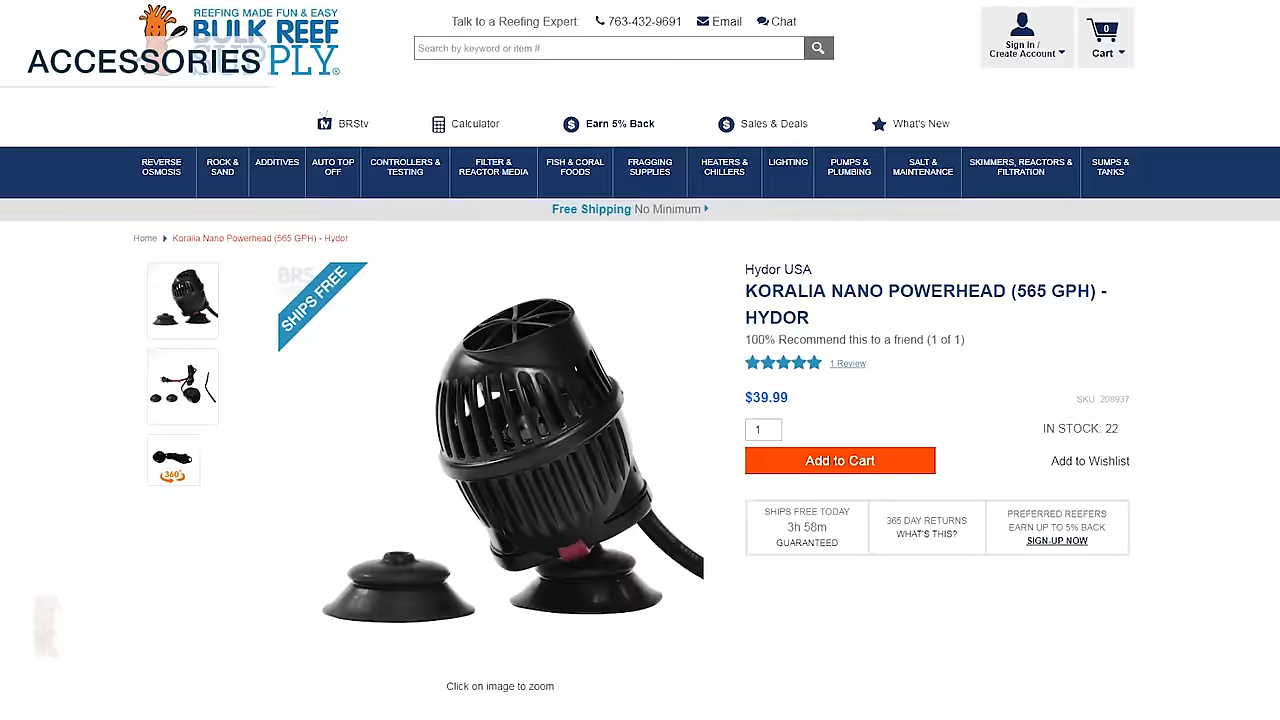 REEFING MADE FUN & EASY
BULK REEF
SUPPLY®
ACCESSORIES
Talk to a Reefing Expert: 763-432-9691 Email Chat
Search by keyword or item #
Sign In /
Create Account
0
Cart
tv BRStv Calculator $ Earn 5% Back $ Sales & Deals What's New
REVERSE OSMOSIS
ROCK & SAND
ADDITIVES
AUTO TOP OFF
CONTROLLERS & TESTING
FILTER & REACTOR MEDIA
FISH & CORAL FOODS
FRAGGING SUPPLIES
HEATERS & CHILLERS
LIGHTING
PUMPS & PLUMBING
SALT & MAINTENANCE
SKIMMERS, REACTORS & FILTRATION
SUMPS & TANKS
Free Shipping No Minimum
Home Koralia Nano Powerhead (565 GPH) - Hydor
BRS
SHIPS FREE
360°
Click on image to zoom
Hydor USA
KORALIA NANO POWERHEAD (565 GPH) -
HYDOR
100% Recommend this to a friend (1 of 1)
1 Review
$39.99
SKU: 208937
1
IN STOCK: 22
Add to Cart
Add to Wishlist
SHIPS FREE TODAY
3h 58m
GUARANTEED
365 DAY RETURNS
WHAT'S THIS?
PREFERRED REEFERS
EARN UP TO 5% BACK
SIGN-UP NOW